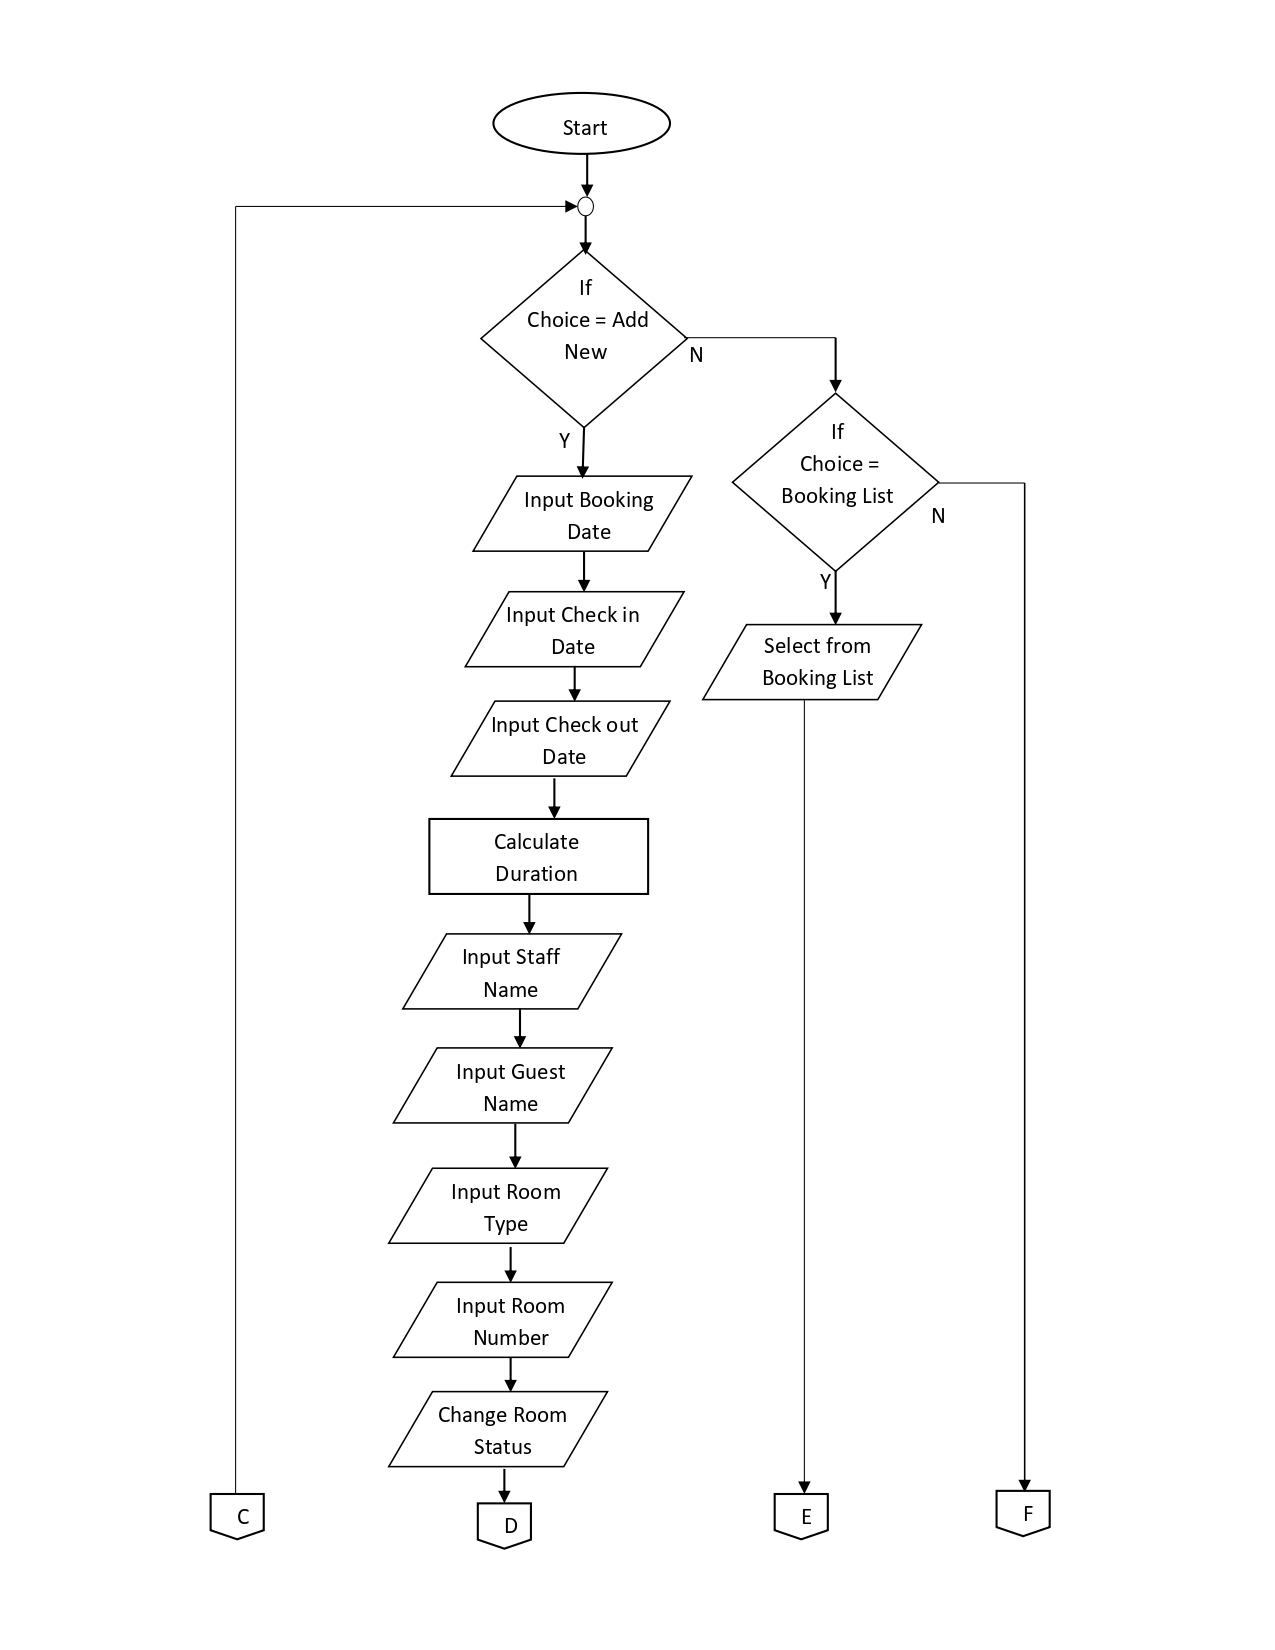 Start
If
Choice = Add
New
N
Y
If
Choice =
Booking List
N
Y
Input Booking
Date
Input Check in
Date
Select from
Booking List
Input Check out
Date
Calculate
Duration
Input Staff
Name
Input Guest
Name
Input Room
Type
Input Room
Number
Change Room
Status
C
D
E
F